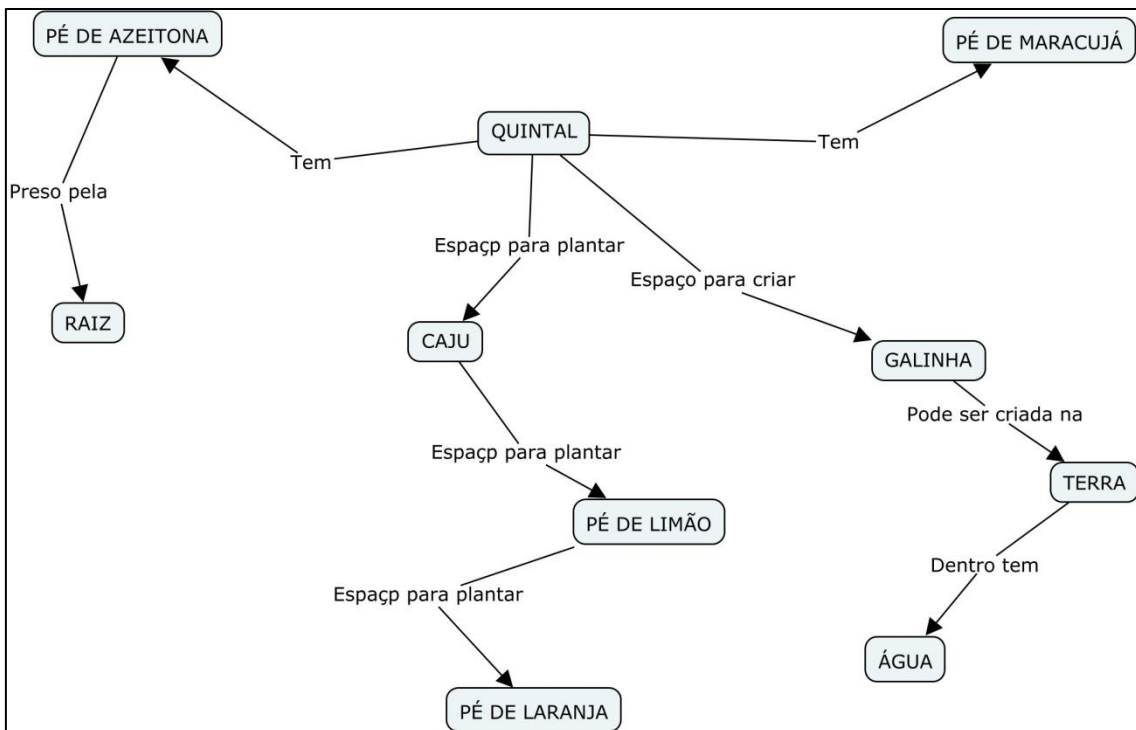 PÉ DE AZEITONA
PÉ DE MARACUJÁ
QUINTAL
Tem
Tem
Preso pela
Espaçp para plantar
Espaço para criar
RAIZ
CAJU
GALINHA
Pode ser criada na
Espaçp para plantar
TERRA
PÉ DE LIMÃO
Dentro tem
Espaçp para plantar
ÁGUA
PÉ DE LARANJA